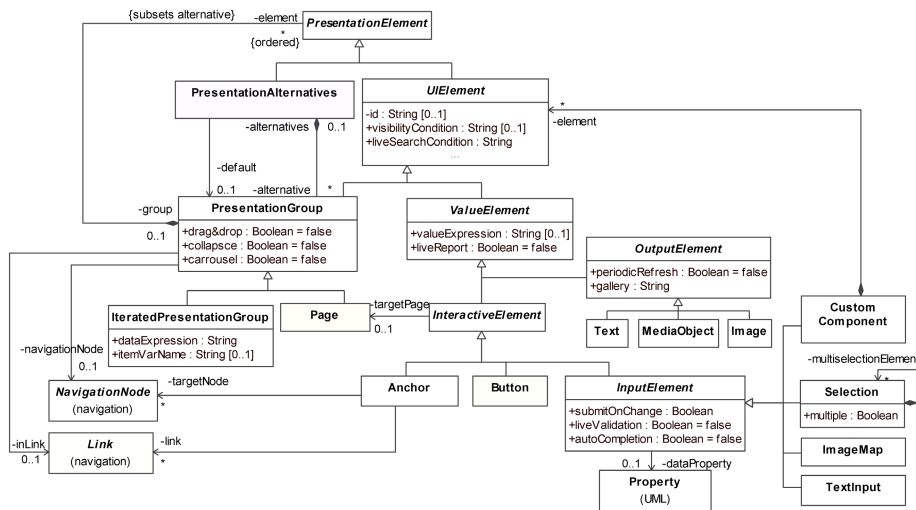 {subsets alternative}
-element
*
{ordered}
PresentationElement
PresentationAlternatives
UIElement
-id : String [0..1]
+visibilityCondition : String [0..1]
+liveSearchCondition : String
...
*
-element
-alternatives
0..1
-default
0..1
-alternative
*
-group
0..1
PresentationGroup
+drag&drop : Boolean = false
+collapsce : Boolean = false
+carrousel : Boolean = false
ValueElement
+valueExpression : String [0..1]
+liveReport : Boolean = false
OutputElement
+periodicRefresh : Boolean = false
+gallery : String
IteratedPresentationGroup
+dataExpression : String
+itemVarName : String [0..1]
Page
-targetPage
0..1
InteractiveElement
Text
MediaObject
Image
Custom
Component
-navigationNode
0..1
-multiselectionElemen
*
NavigationNode
(navigation)
-targetNode
*
Anchor
Button
InputElement
+submitOnChange : Boolean
+liveValidation : Boolean = false
+autoCompletion : Boolean = false
Selection
+multiple : Boolean
-inLink
0..1
Link
(navigation)
-link
*
ImageMap
0..1
-dataProperty
Property
(UML)
TextInput